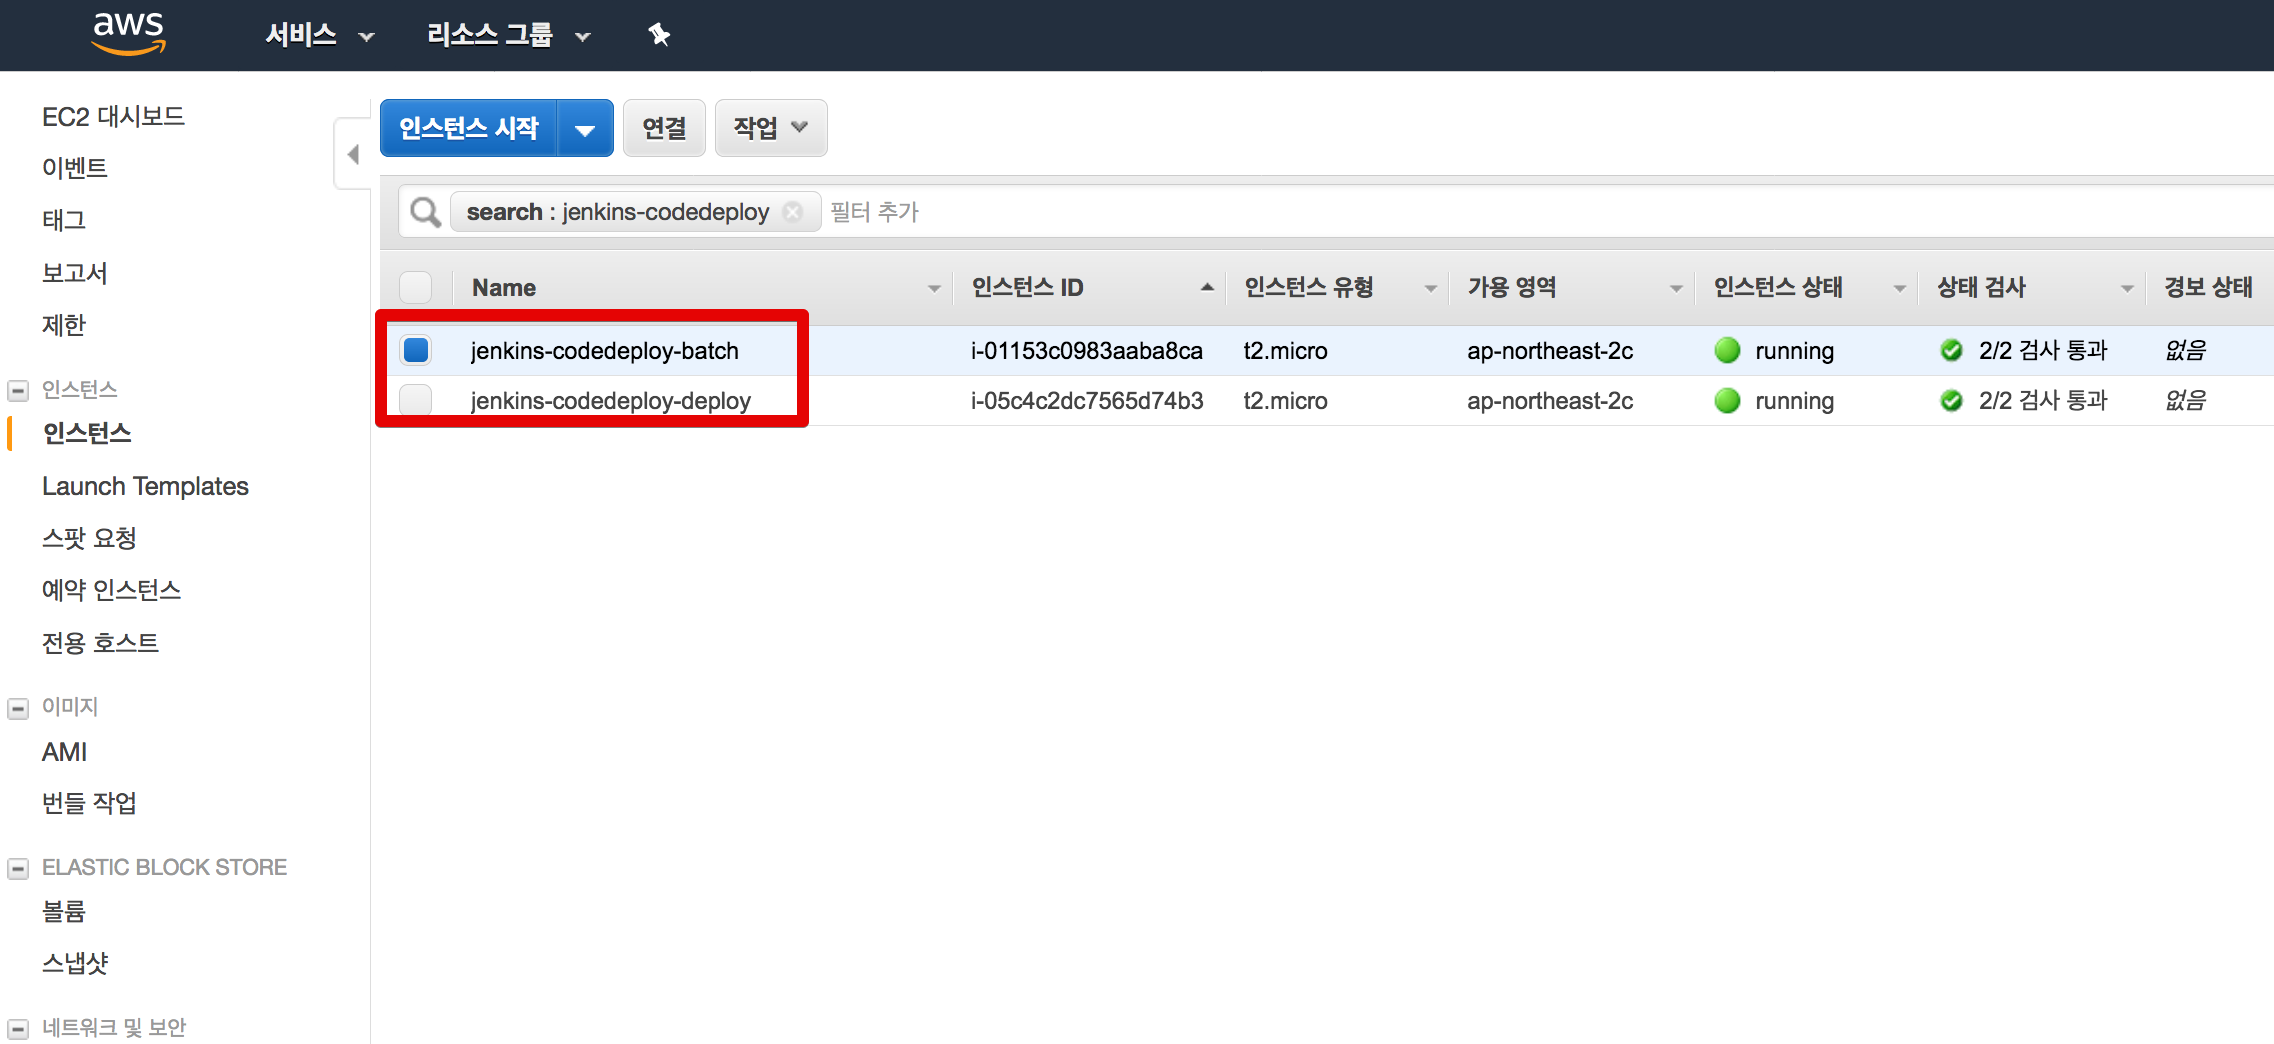 aws 서비스 리소스 그룹
EC2 대시보드
이벤트
태그
보고서
제한
인스턴스
인스턴스
Launch Templates
스팟 요청
예약 인스턴스
전용 호스트
이미지
AMI
번들 작업
ELASTIC BLOCK STORE
볼륨
스냅샷
네트워크 및 보안
인스턴스 시작 연결 작업
search : jenkins-codedeploy 필터 추가
Name 인스턴스 ID 인스턴스 유형 가용 영역 인스턴스 상태 상태 검사 경보 상태
jenkins-codedeploy-batch i-01153c0983aaba8ca t2.micro ap-northeast-2c running 2/2 검사 통과 없음
jenkins-codedeploy-deploy i-05c4c2dc7565d74b3 t2.micro ap-northeast-2c running 2/2 검사 통과 없음